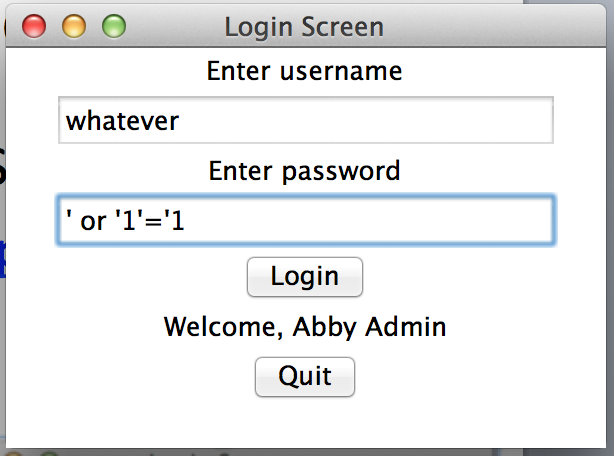 Login Screen
Enter username
whatever
Enter password
' or '1'='1
Login
Welcome, Abby Admin
Quit